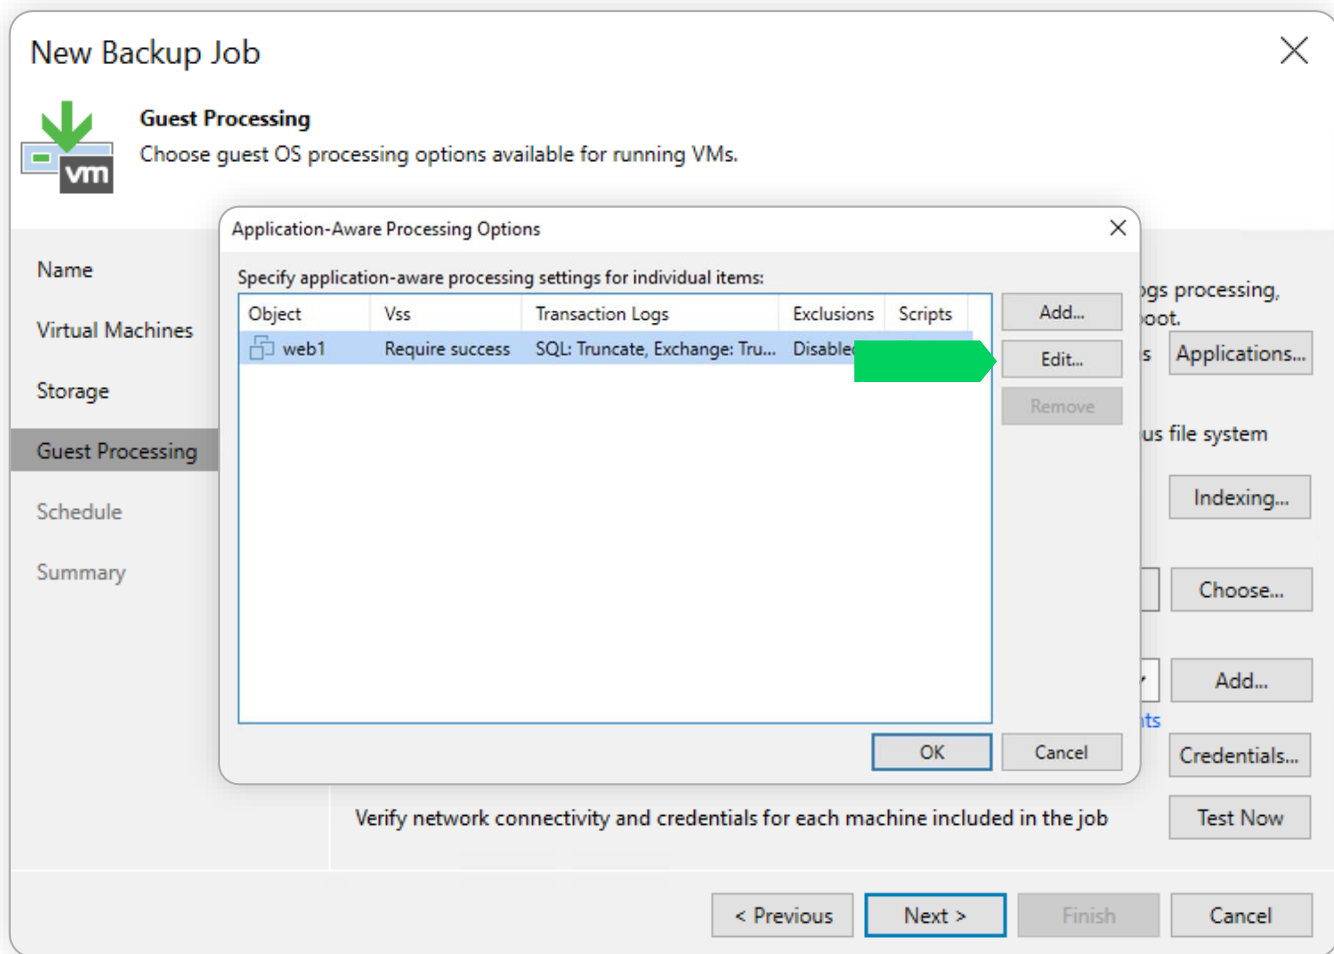 New Backup Job
vm
Guest Processing
Choose guest OS processing options available for running VMs.
Name
Virtual Machines
Storage
Guest Processing
Schedule
Summary
Application-Aware Processing Options
Specify application-aware processing settings for individual items:
Object Vss Transaction Logs Exclusions Scripts
web1 Require success SQL: Truncate, Exchange: Tru...
Add...
Edit...
Remove
OK Cancel
processing,
Applications...
file system
Indexing...
Choose...
Add...
Credentials...
Verify network connectivity and credentials for each machine included in the job
Test Now
< Previous Next > Finish Cancel